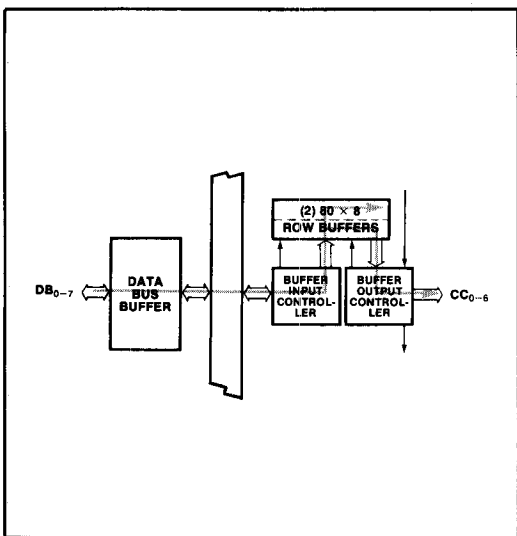 (2) 80 × 8
ROW BUFFERS
DB₀₋₇
DATA
BUS
BUFFER
BUFFER
INPUT
CONTROL-
LER
BUFFER
OUTPUT
CONTROL-
LER
CC₀₋₆